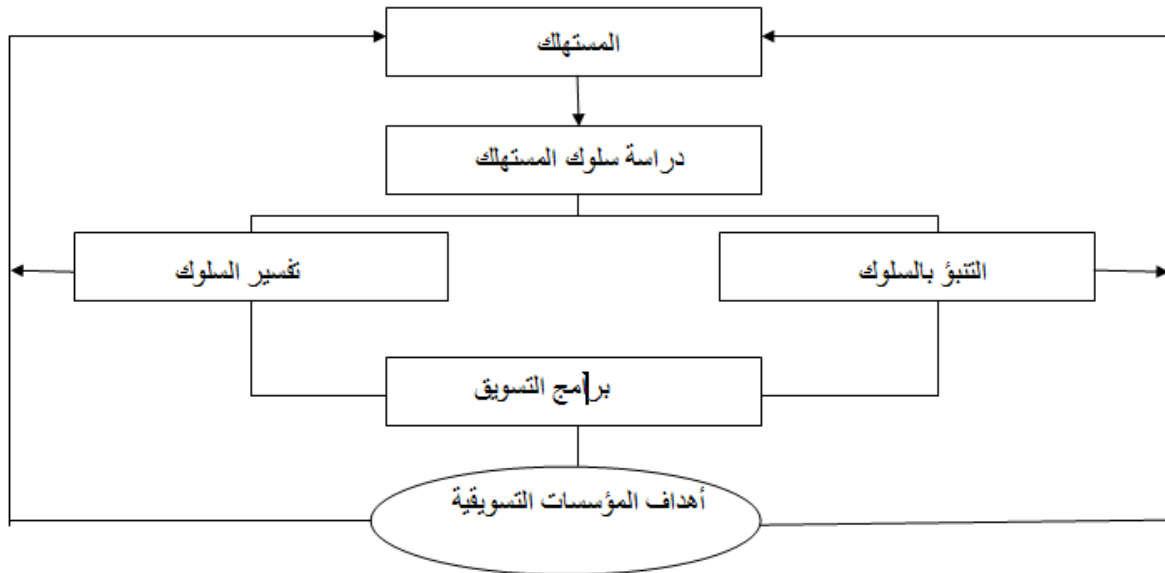 المستهلك
دراسة سلوك المستهلك
التنبؤ بالسلوك
تفسير السلوك
برامج التسويق
أهداف المؤسسات التسويقية